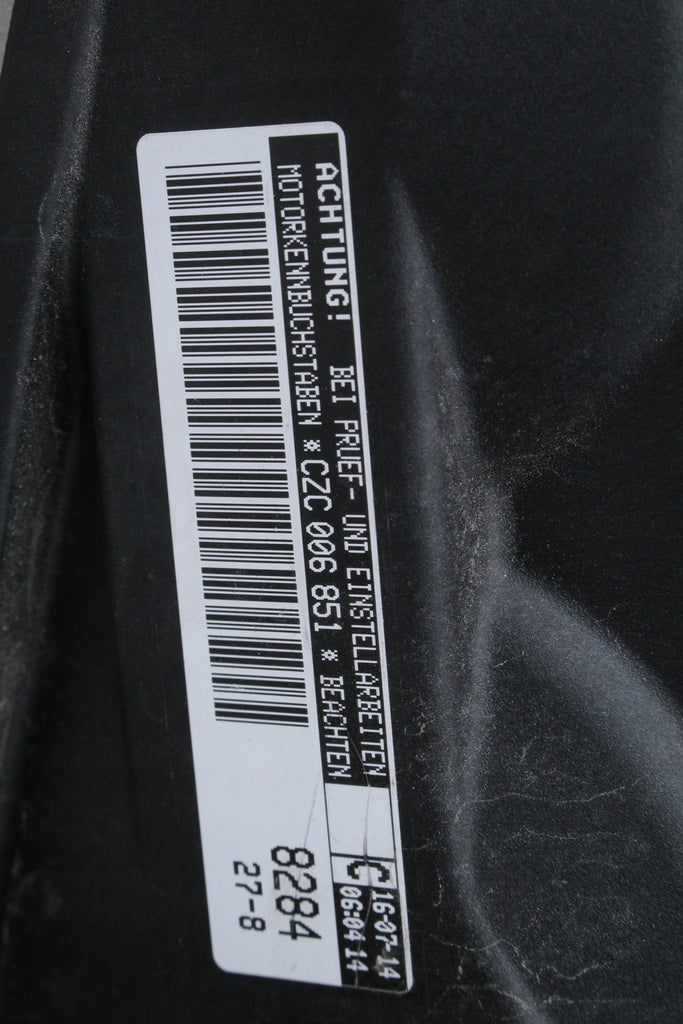 ACHTUNG! BEI PRUEF- UND EINSTELLARBEITEN
MOTORKENNBUCHSTABEN * CZC 006 851 * BEACHTEN
C
16-07-14
06:04 14
8284
27-8